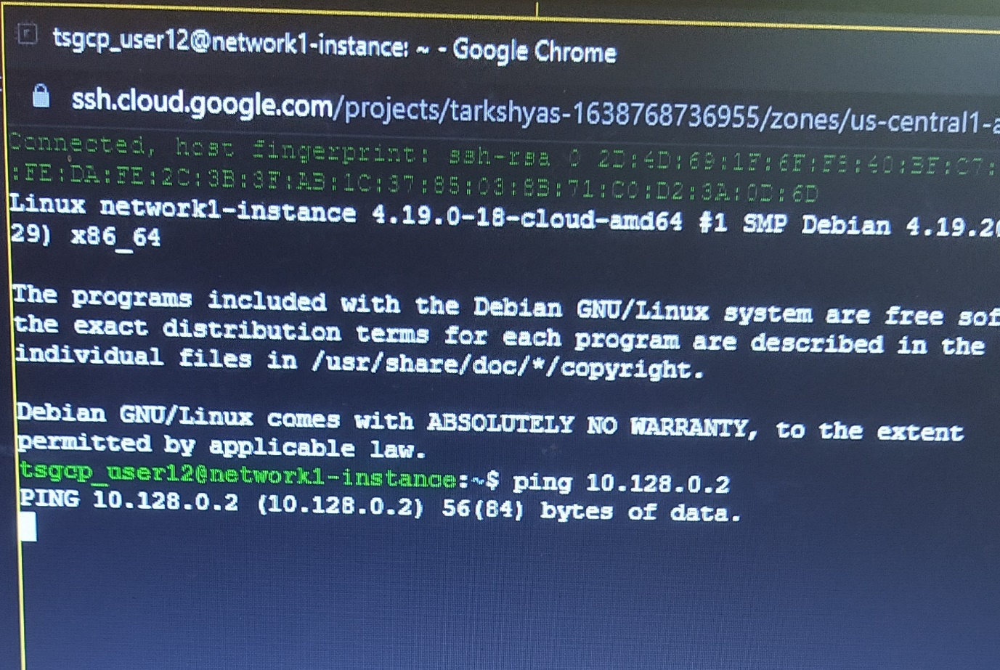 tsgcp_user12@network1-instance: ~ - Google Chrome
ssh.cloud.google.com/projects/tarkshyas-1638768736955/zones/us-central1-a
Connected, host fingerprint: ssh-rsa 0 2D:4D:69:1F:6F:F5:40:BF:C7:
:FE:DA:FE:2C:3B:3F:AB:1C:37:85:03:8B:71:C0:D2:3A:0D:6D
Linux network1-instance 4.19.0-18-cloud-amd64 #1 SMP Debian 4.19.20
29) x86_64
The programs included with the Debian GNU/Linux system are free sof
the exact distribution terms for each program are described in the
individual files in /usr/share/doc/*/copyright.
Debian GNU/Linux comes with ABSOLUTELY NO WARRANTY, to the extent
permitted by applicable law.
tsgcp_user12@network1-instance:~$ ping 10.128.0.2
PING 10.128.0.2 (10.128.0.2) 56(84) bytes of data.